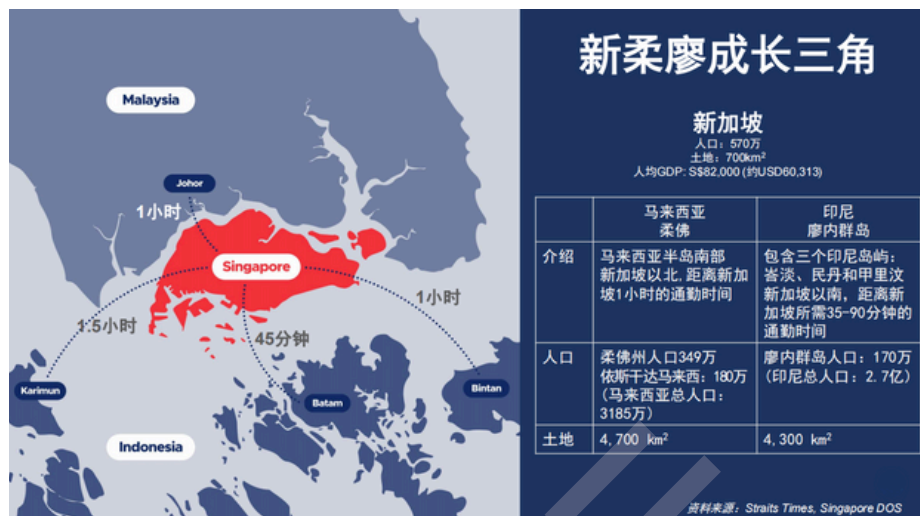 Malaysia
Johor
1小时
Singapore
1.5小时
45分钟
1小时
Karimun
Batam
Bintan
Indonesia
新柔廖成长三角
新加坡
人口：570万
土地：700km²
人均GDP: S$82,000 (约USD60,313)
马来西亚
柔佛
印尼
廖内群岛
介绍
马来西亚半岛南部
新加坡以北.距离新加
坡1小时的通勤时间
包含三个印尼岛屿：
峇淡、民丹和甲里汶
新加坡以南，距离新
加坡所需35-90分钟的
通勤时间
人口
柔佛州人口349万
依斯干达马来西：180万
(马来西亚总人口：
3185万)
廖内群岛人口：170万
(印尼总人口：2.7亿)
土地
4,700 km²
4,300 km²
资料来源：Straits Times, Singapore DOS